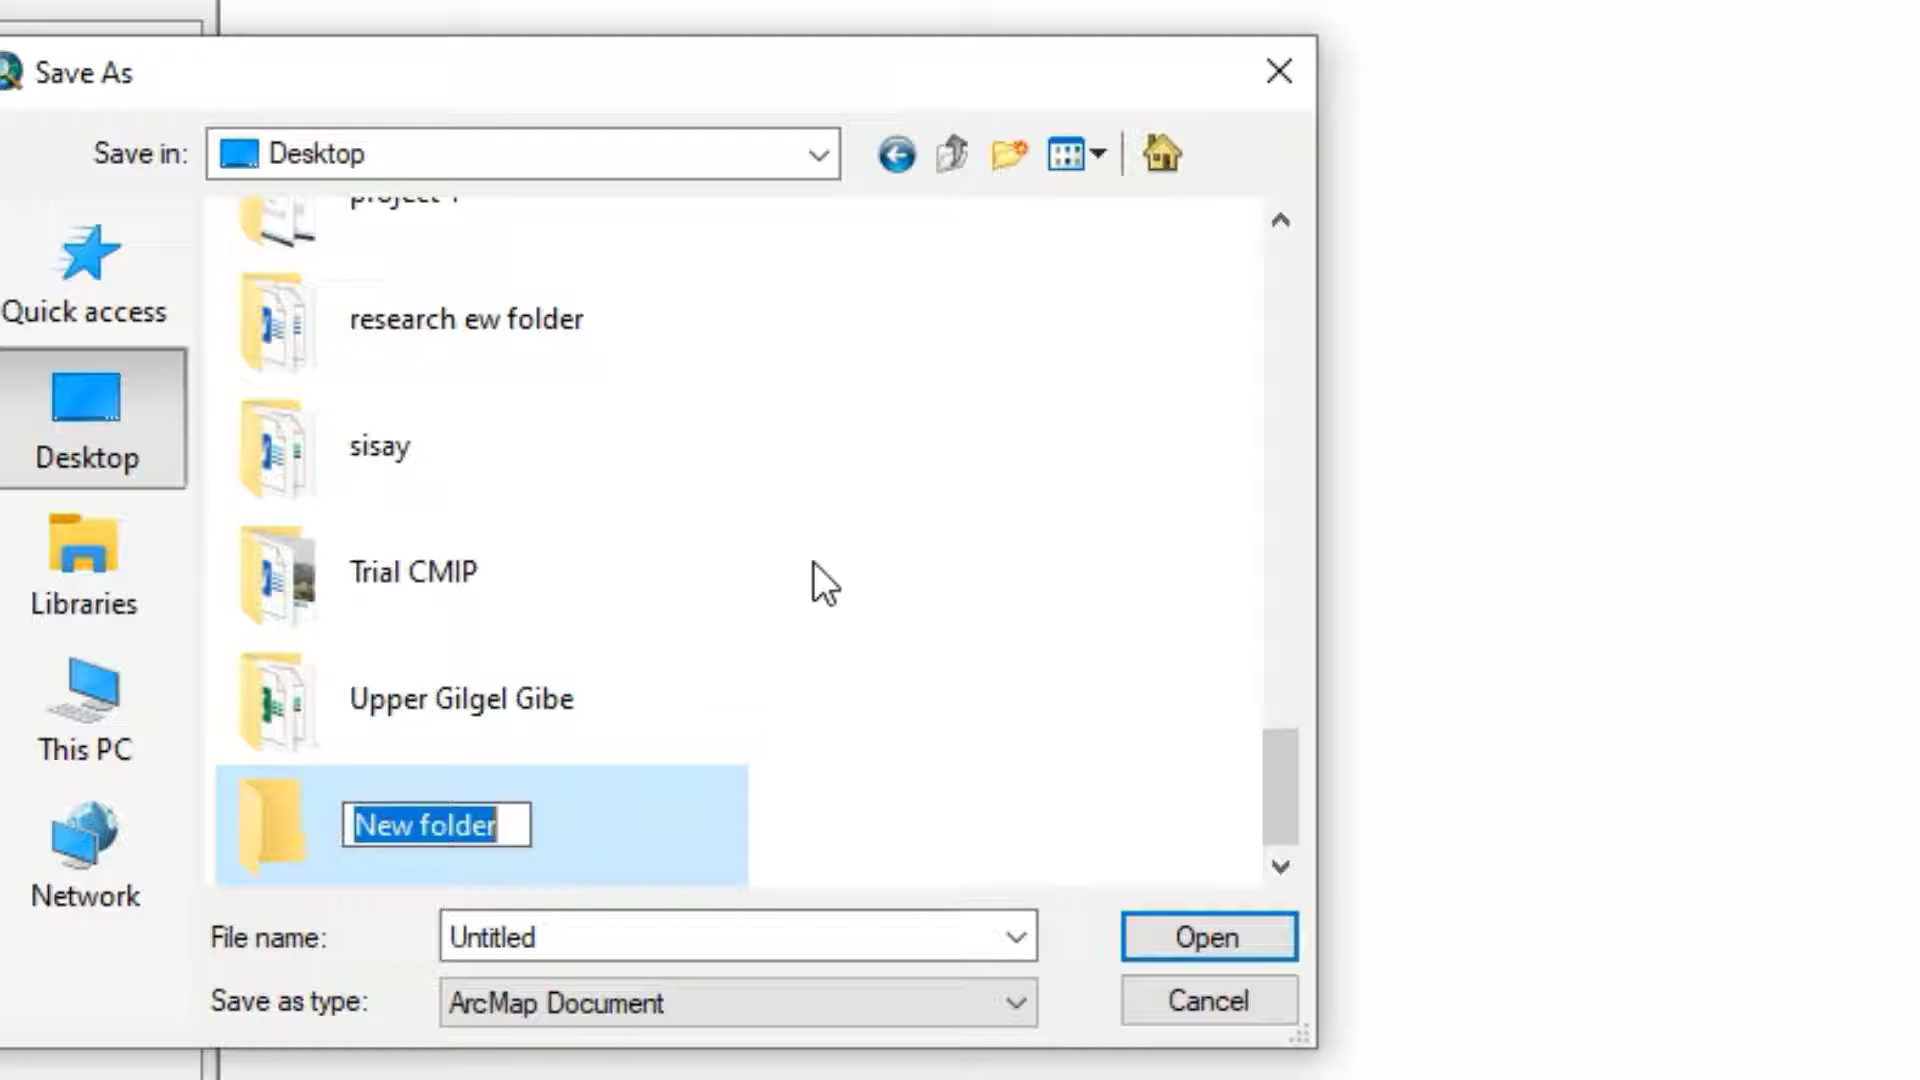 Save As
Save in:
Desktop
Quick access
Desktop
Libraries
This PC
Network
project
research ew folder
sisay
Trial CMIP
Upper Gilgel Gibe
New folder
File name:
Untitled
Open
Save as type:
ArcMap Document
Cancel